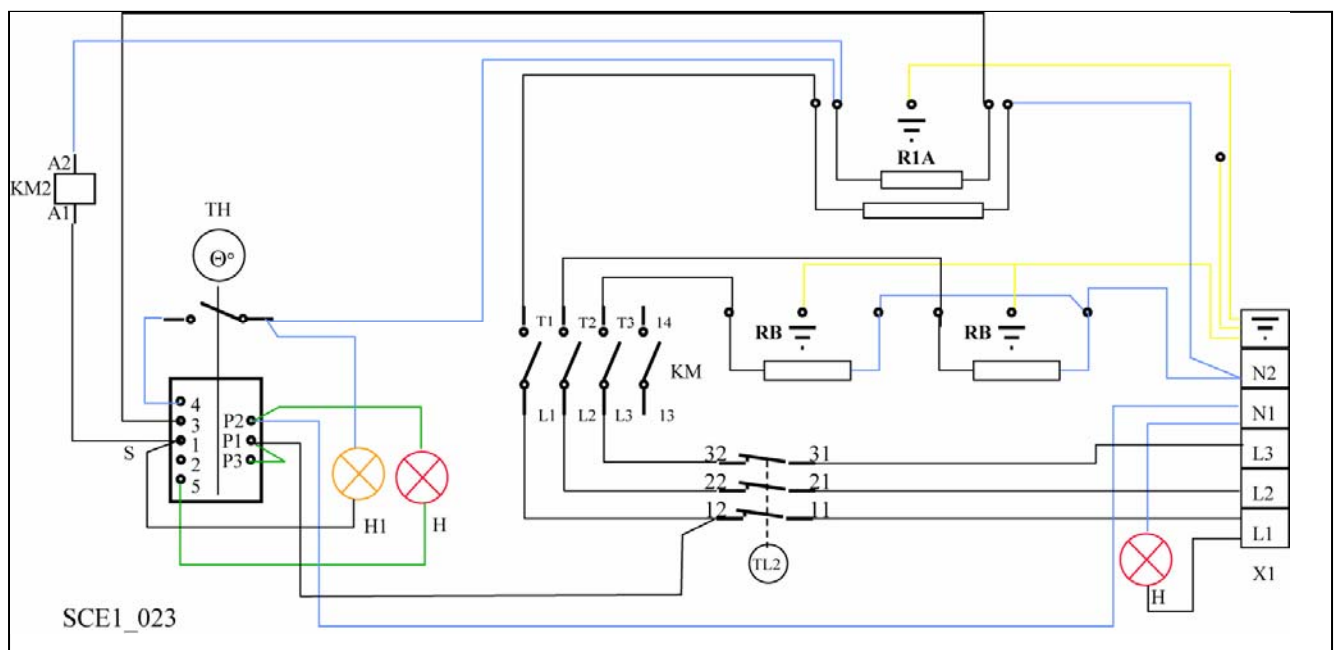 R1A
A2
KM2
A1
TH
Θ°
T1 T2 T3 14
RB RB
KM
N2
L1 L2 L3 13
4
3 P2
1 P1
2 P3
5
S
N1
32 31
L3
22 21
L2
12 11
L1
H1 H
TL2
X1
H
SCE1_023